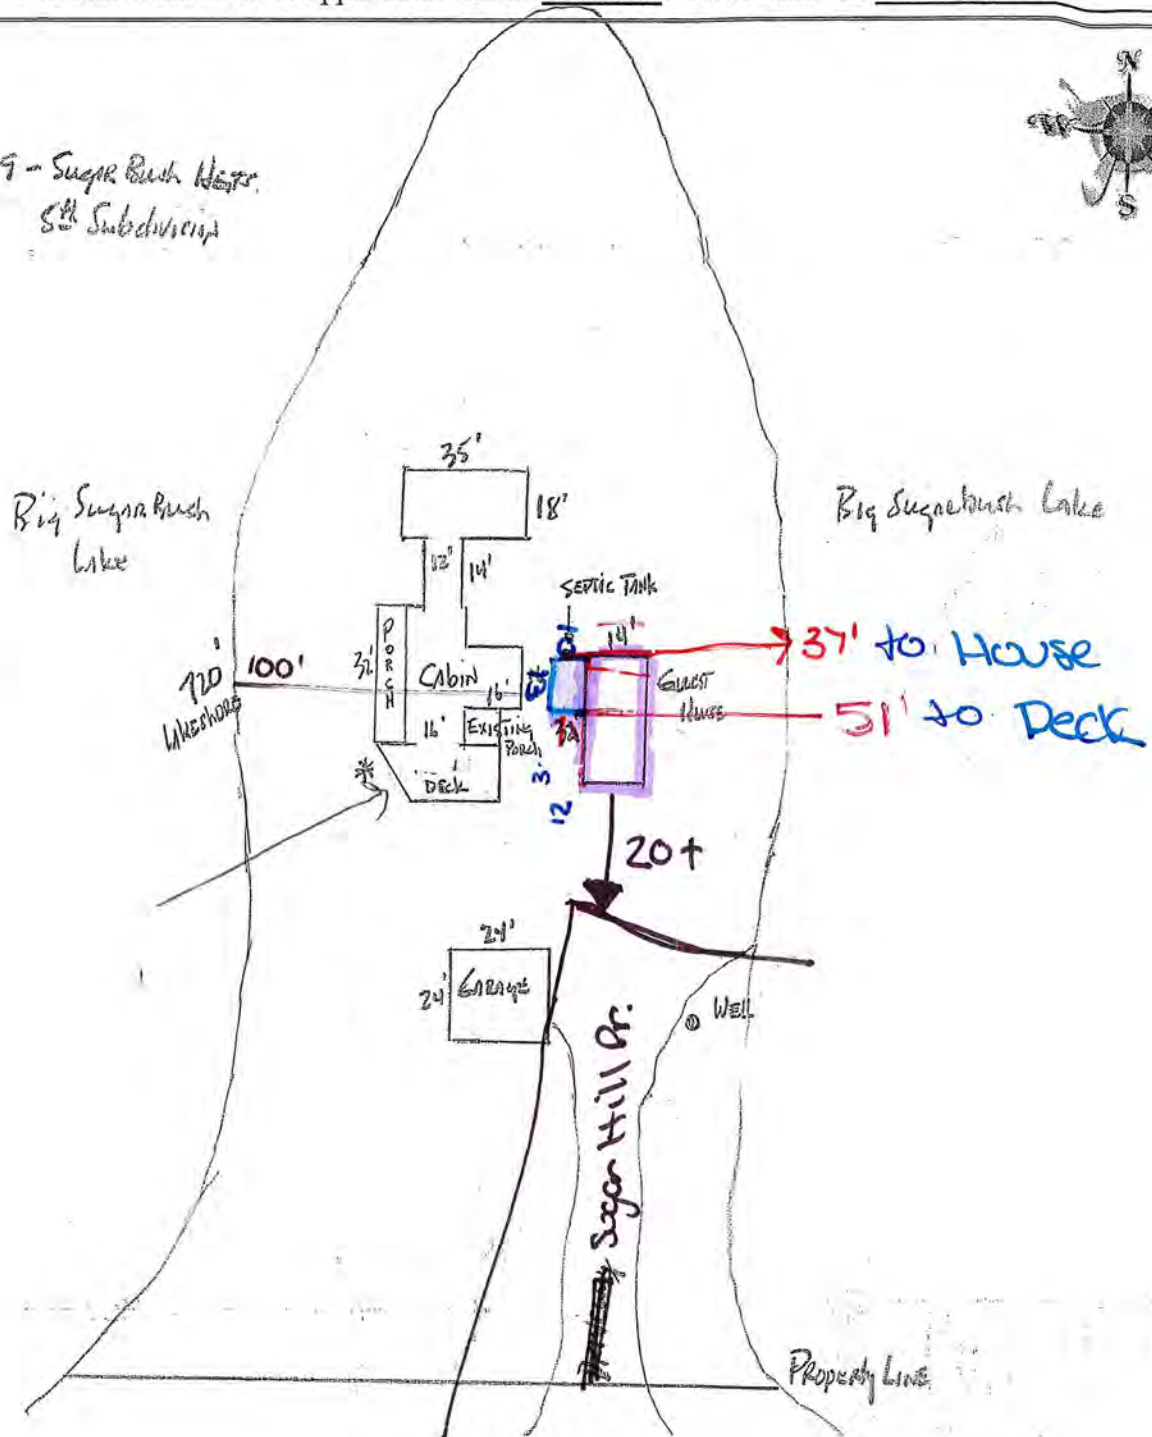 N
S
9 - Sugar Bush Hgts.
5th Subdivision
35'
18'
12'
14'
Big Sugar Bush
Lake
Big Sugarbush Lake
SEPTIC TANK
14'
PORCH
32'
CABIN
16'
16'
EXISTING
PORCH
DECK
*
GUEST
HOUSE
32
12
37' to House
51' to Deck
720'
LAKESHORE
100'
20+
24'
24'
GARAGE
WELL
Sugar Hill Dr.
PROPERTY LINE